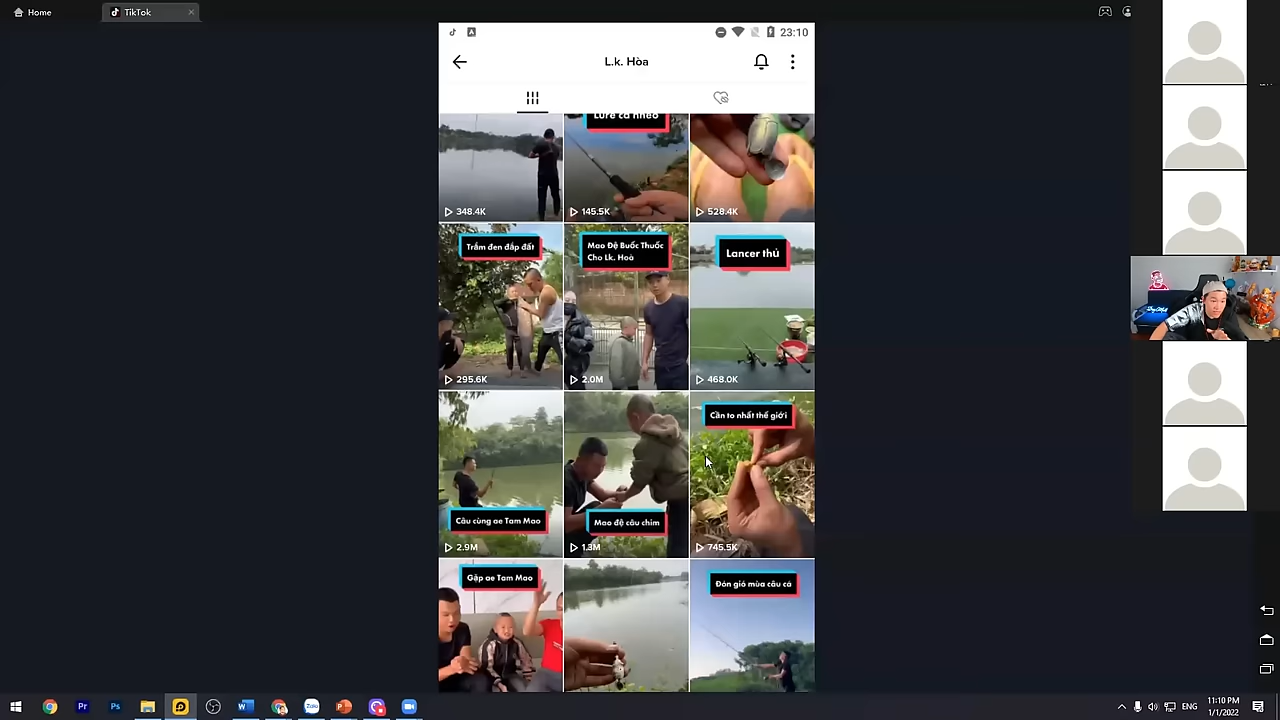 Home
TikTok
23:10
L.k. Hòa
Lure cá nheo
348.4K
145.5K
528.4K
Trắm đen đắp đất
Mao Đệ Buốc Thuốc
Cho Lk. Hoà
Lancer thủ
295.6K
2.0M
468.0K
Cần to nhất thế giới
Câu cùng ae Tam Mao
Mao đệ câu chim
2.9M
1.3M
745.5K
Gặp ae Tam Mao
Đón gió mùa câu cá
ENG
11:10 PM
1/1/2022